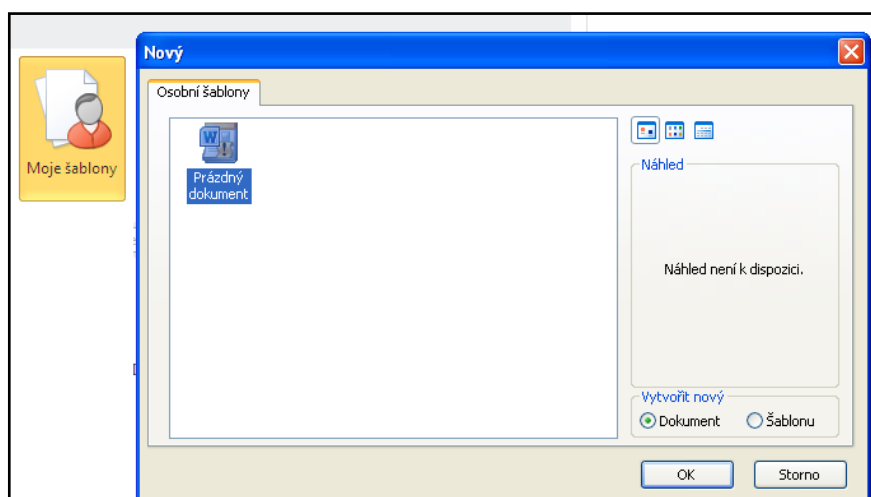 Nový
Osobní šablony
Moje šablony
Prázdný
dokument
Náhled
Náhled není k dispozici.
Vytvořit nový
Dokument
Šablonu
OK
Storno